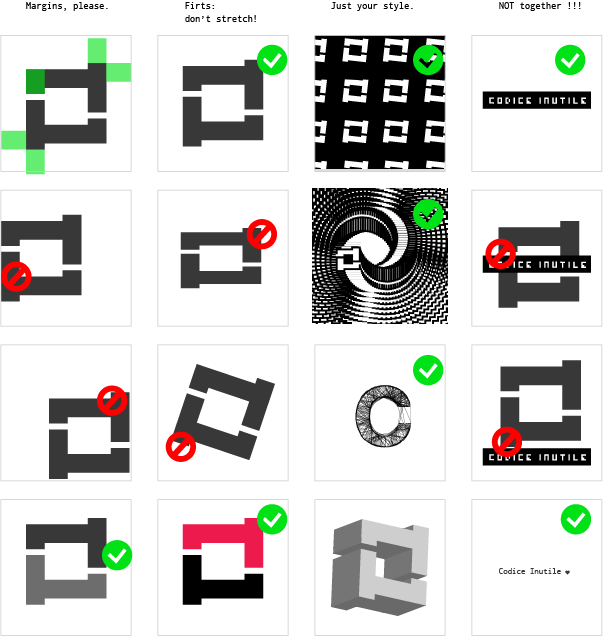 Margins, please.
Firts:
don't stretch!
Just your style.
NOT together !!!
CODICE INUTILE
CODICE INUTILE
CODICE INUTILE
Codice Inutile ❤